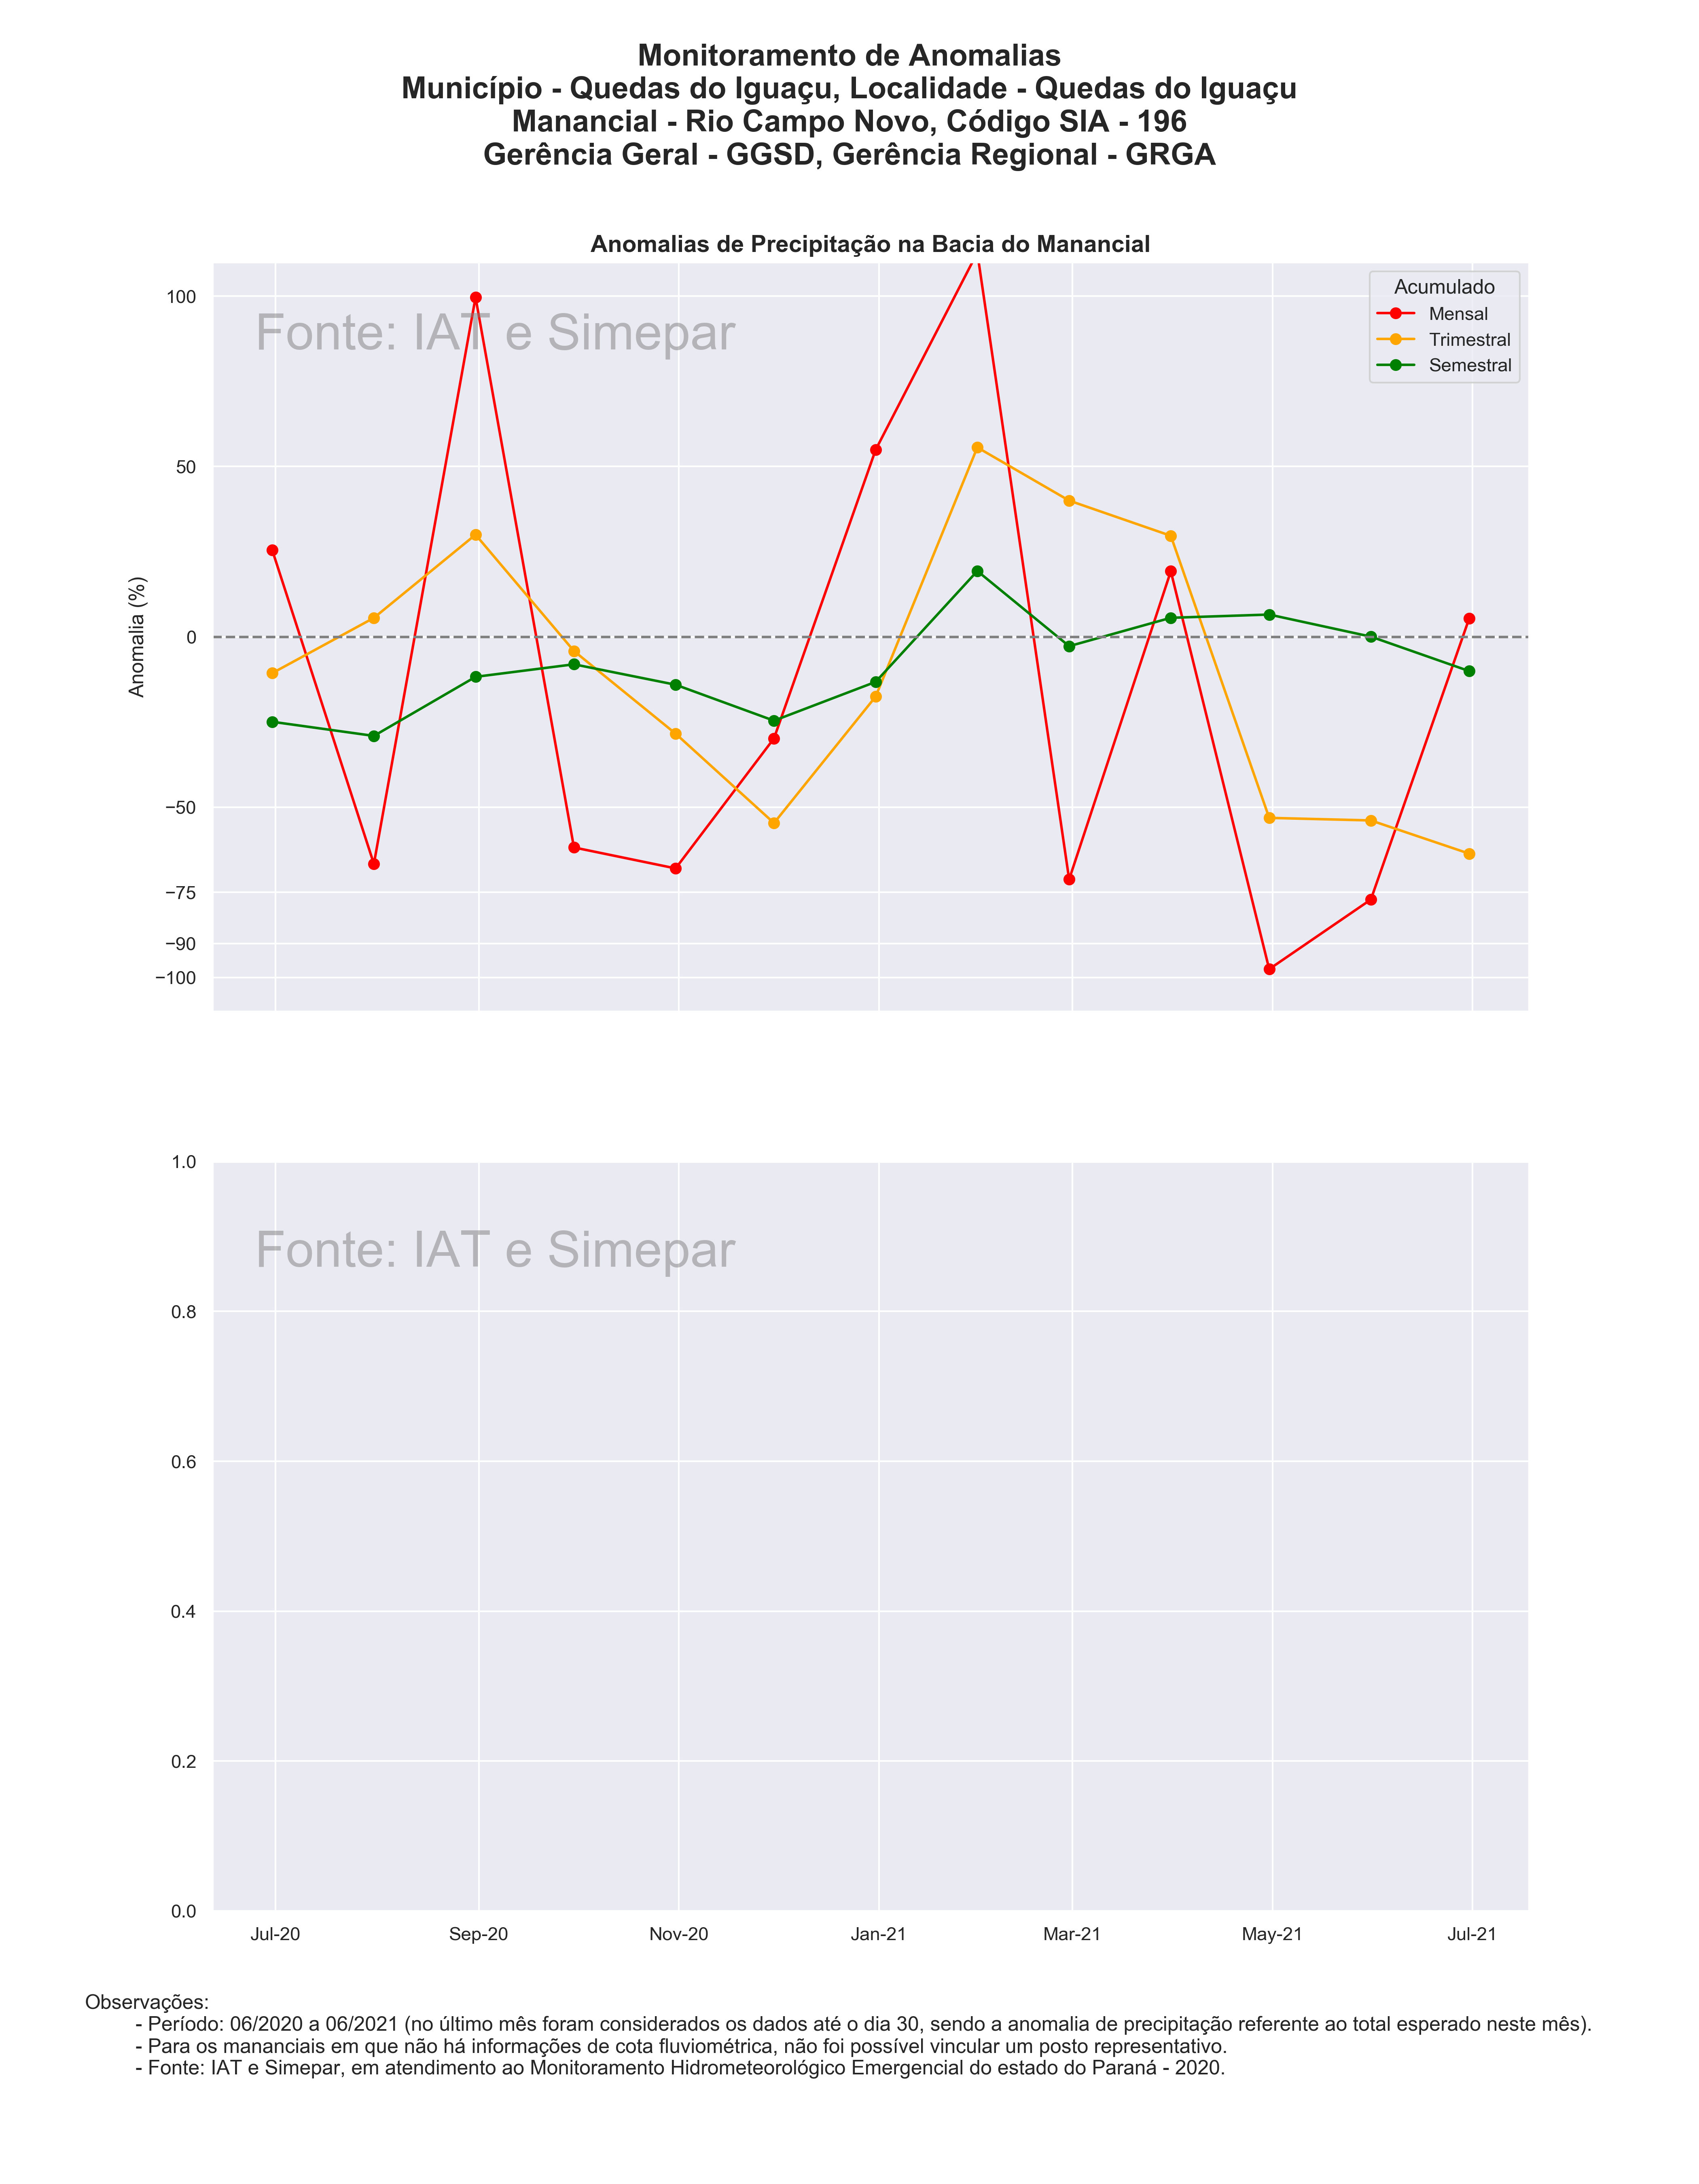 Monitoramento de Anomalias
Município - Quedas do Iguaçu, Localidade - Quedas do Iguaçu
Manancial - Rio Campo Novo, Código SIA - 196
Gerência Geral - GGSD, Gerência Regional - GRGA
Anomalias de Precipitação na Bacia do Manancial
Fonte: IAT e Simepar
Acumulado
Mensal
Trimestral
Semestral
Anomalia (%)
100
50
0
−50
−75
−90
−100
Fonte: IAT e Simepar
1.0
0.8
0.6
0.4
0.2
0.0
Jul-20 Sep-20 Nov-20 Jan-21 Mar-21 May-21 Jul-21
Observações:
- Período: 06/2020 a 06/2021 (no último mês foram considerados os dados até o dia 30, sendo a anomalia de precipitação referente ao total esperado neste mês).
- Para os mananciais em que não há informações de cota fluviométrica, não foi possível vincular um posto representativo.
- Fonte: IAT e Simepar, em atendimento ao Monitoramento Hidrometeorológico Emergencial do estado do Paraná - 2020.